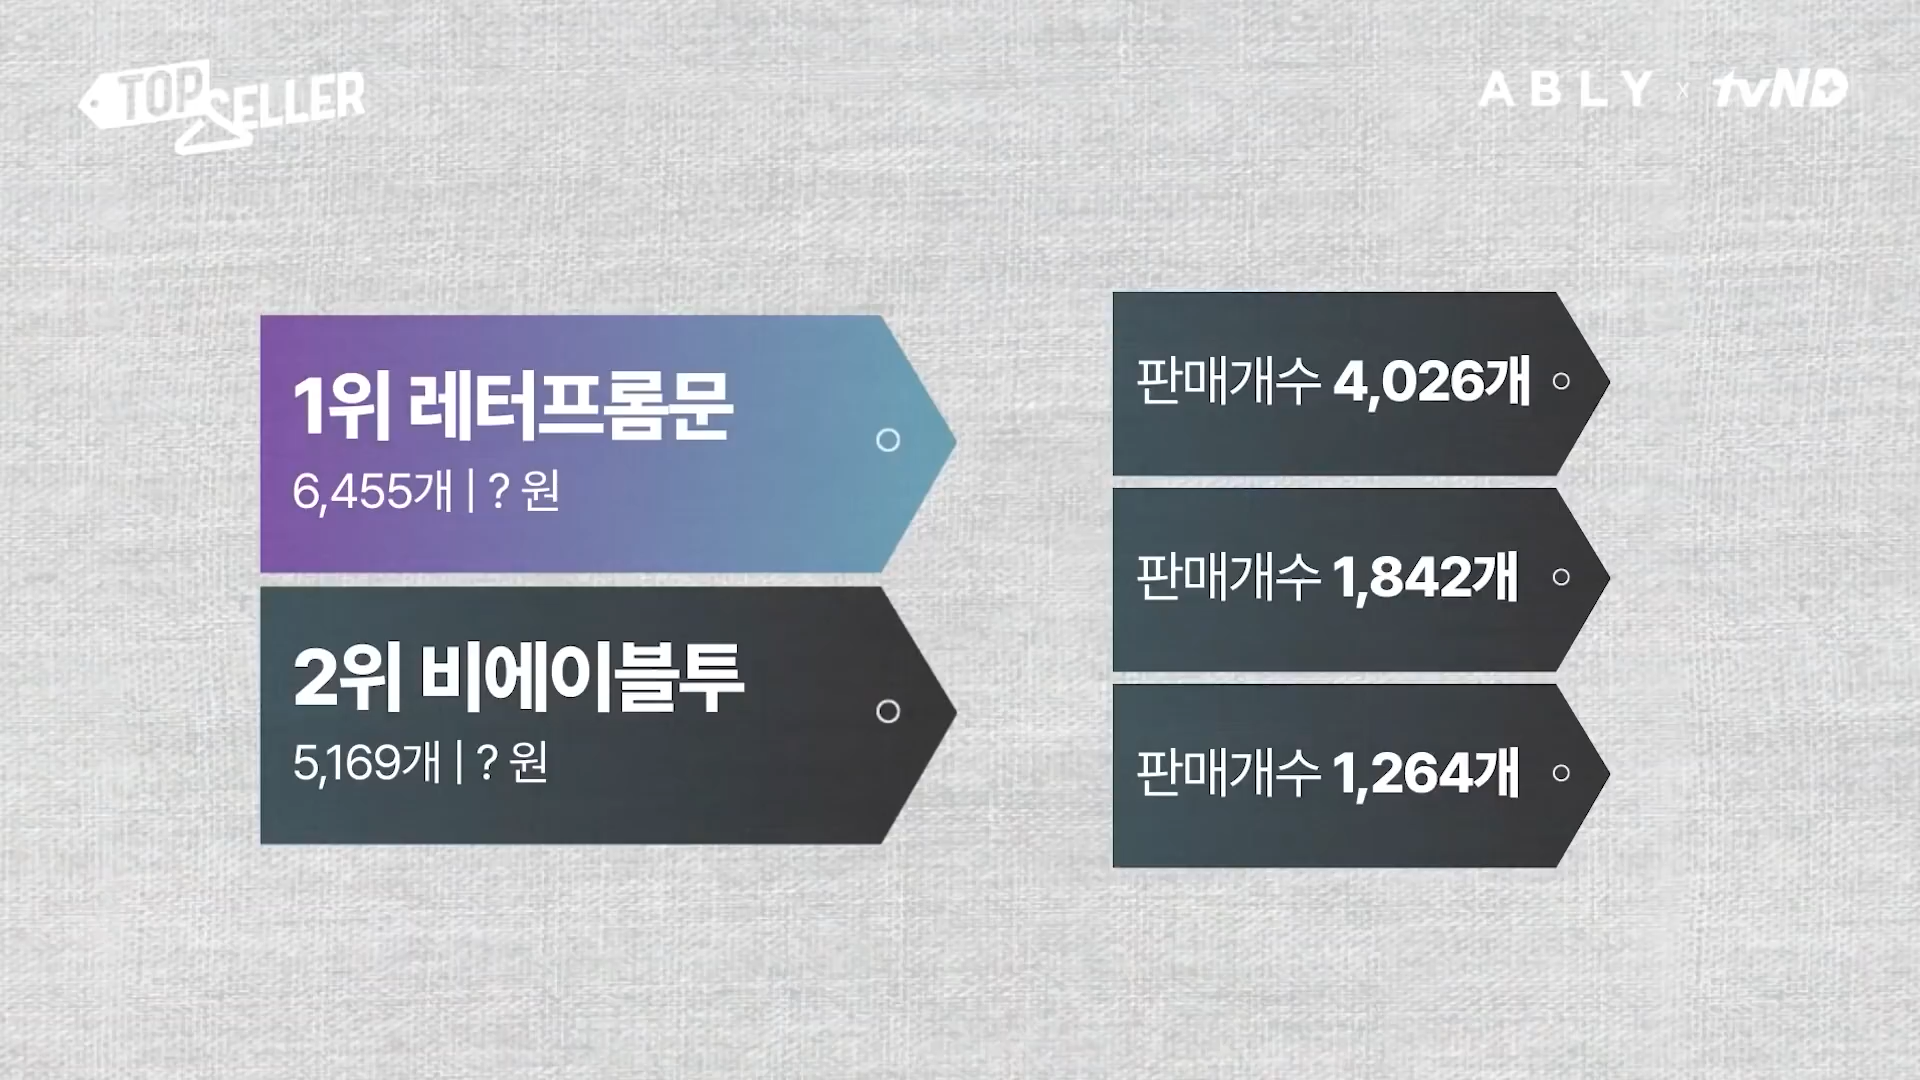 TOP SELLER
ABLY x tvND
1위 레터프롬문
6,455개 | ? 원
2위 비에이블투
5,169개 | ? 원
판매개수 4,026개
판매개수 1,842개
판매개수 1,264개